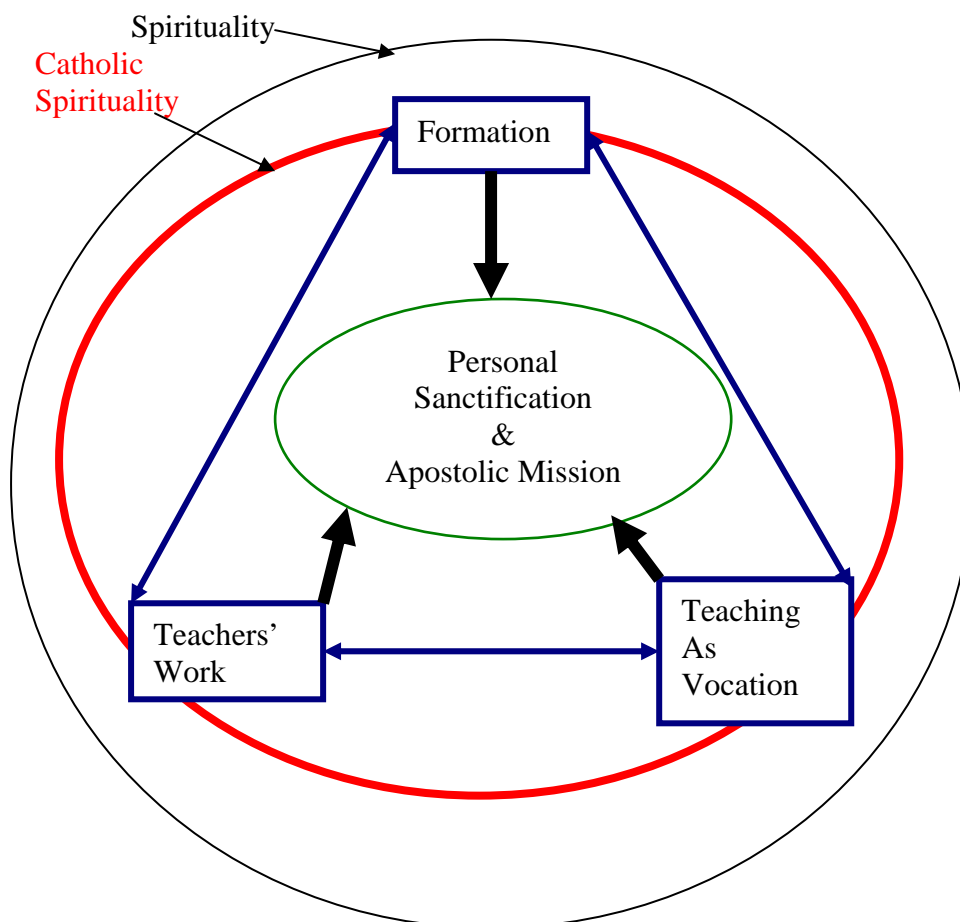 Spirituality
Catholic
Spirituality
Formation
Personal
Sanctification
&
Apostolic Mission
Teachers’
Work
Teaching
As
Vocation